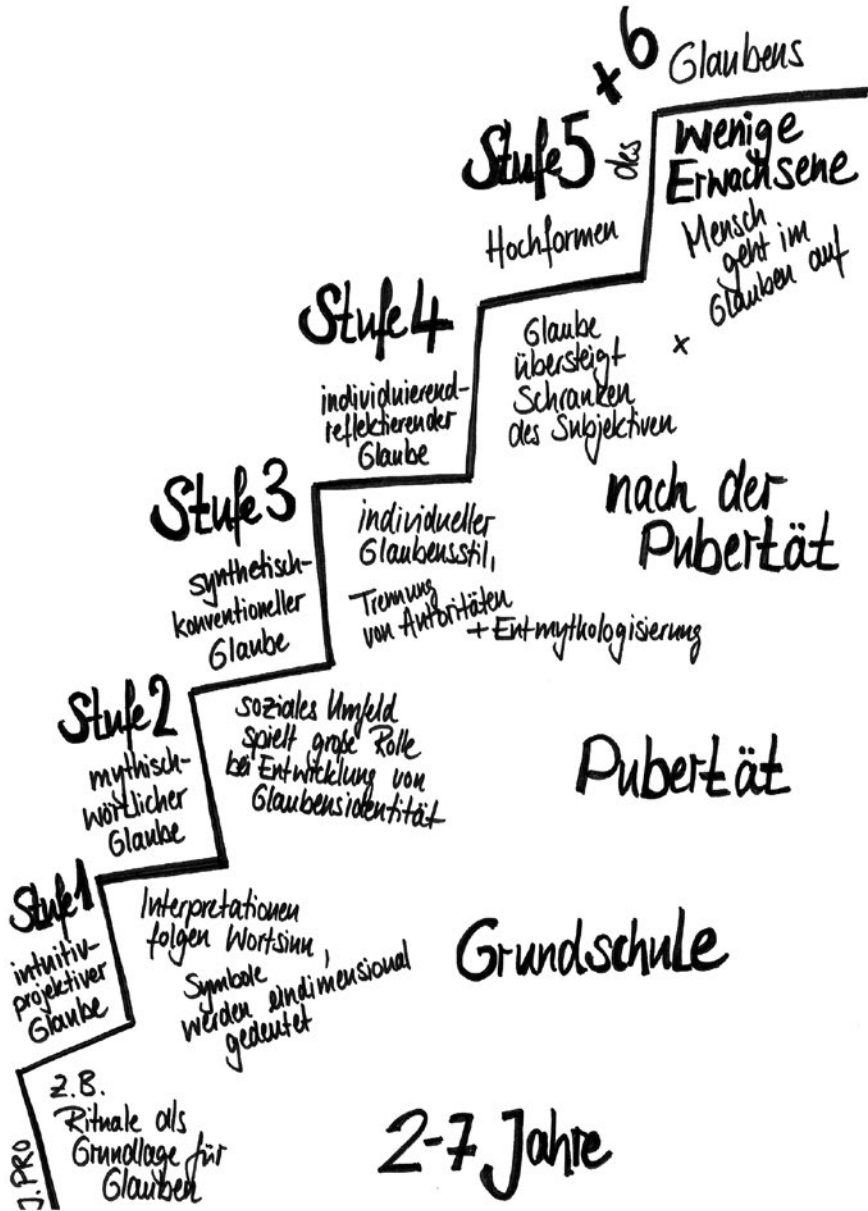 Stufe 5 + 6
Hochformen des Glaubens
wenige
Erwachsene
Mensch
geht im
Glauben auf
Stufe 4
individuierend-
reflektierender
Glaube
Glaube
übersteigt
Schranken
des Subjektiven
x
nach der
Pubertät
Stufe 3
synthetisch-
konventioneller
Glaube
individueller
Glaubensstil,
Trennung
von Autoritäten
+ Entmythologisierung
Stufe 2
mythisch-
wörtlicher
Glaube
soziales Umfeld
spielt große Rolle
bei Entwicklung von
Glaubensidentität
Pubertät
Stufe 1
intuitiv-
projektiver
Glaube
Interpretationen
folgen Wortsinn,
Symbole
werden eindimensional
gedeutet
Grundschule
z.B.
Rituale als
Grundlage für
Glauben
2-7 Jahre
J.PRO